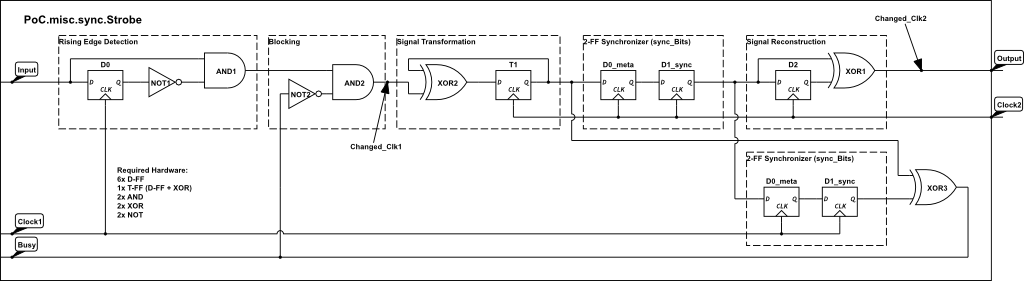 PoC.misc.sync.Strobe
Changed_Clk2
Rising Edge Detection
Blocking
Signal Transformation
2-FF Synchronizer (sync_Bits)
Signal Reconstruction
Input
Output
D0
D Q
CLK
NOT1
AND1
NOT2
AND2
XOR2
T1
D Q
CLK
D0_meta
D Q
CLK
D1_sync
D Q
CLK
D2
D Q
CLK
XOR1
Clock2
Changed_Clk1
2-FF Synchronizer (sync_Bits)
D0_meta
D Q
CLK
D1_sync
D Q
CLK
XOR3
Required Hardware:
6x D-FF
1x T-FF (D-FF + XOR)
2x AND
2x XOR
2x NOT
Clock1
Busy